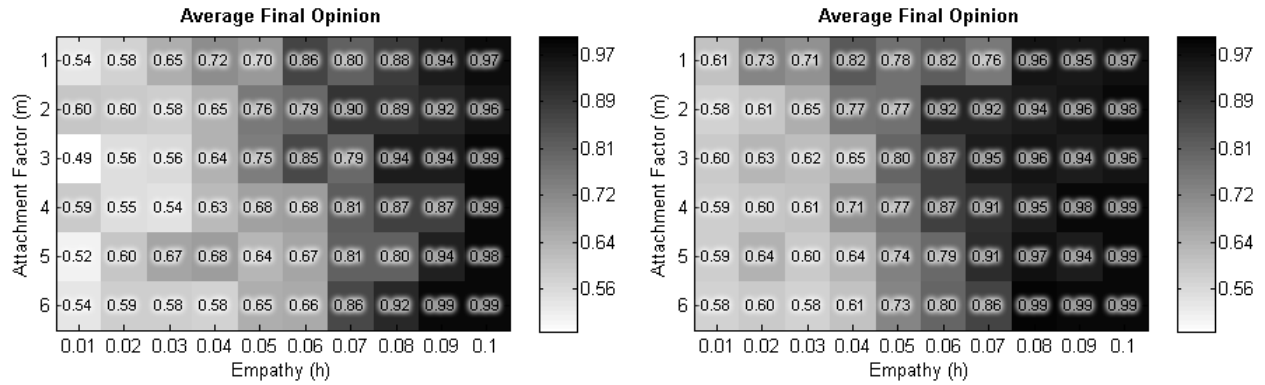 Average Final Opinion
Attachment Factor (m)
1 0.54 0.58 0.65 0.72 0.70 0.86 0.80 0.88 0.94 0.97
2 0.60 0.60 0.58 0.65 0.76 0.79 0.90 0.89 0.92 0.96
3 0.49 0.56 0.56 0.64 0.75 0.85 0.79 0.94 0.94 0.99
4 0.59 0.55 0.54 0.63 0.68 0.68 0.81 0.87 0.87 0.99
5 0.52 0.60 0.67 0.68 0.64 0.67 0.81 0.80 0.94 0.98
6 0.54 0.59 0.58 0.58 0.65 0.66 0.86 0.92 0.99 0.99
0.01 0.02 0.03 0.04 0.05 0.06 0.07 0.08 0.09 0.1
Empathy (h)
0.97
0.89
0.81
0.72
0.64
0.56
Average Final Opinion
Attachment Factor (m)
1 0.61 0.73 0.71 0.82 0.78 0.82 0.76 0.96 0.95 0.97
2 0.58 0.61 0.65 0.77 0.77 0.92 0.92 0.94 0.96 0.98
3 0.60 0.63 0.62 0.65 0.80 0.87 0.95 0.96 0.94 0.96
4 0.59 0.60 0.61 0.71 0.77 0.87 0.91 0.95 0.98 0.99
5 0.59 0.64 0.60 0.64 0.74 0.79 0.91 0.97 0.94 0.99
6 0.58 0.60 0.58 0.61 0.73 0.80 0.86 0.99 0.99 0.99
0.01 0.02 0.03 0.04 0.05 0.06 0.07 0.08 0.09 0.1
Empathy (h)
0.97
0.89
0.81
0.72
0.64
0.56